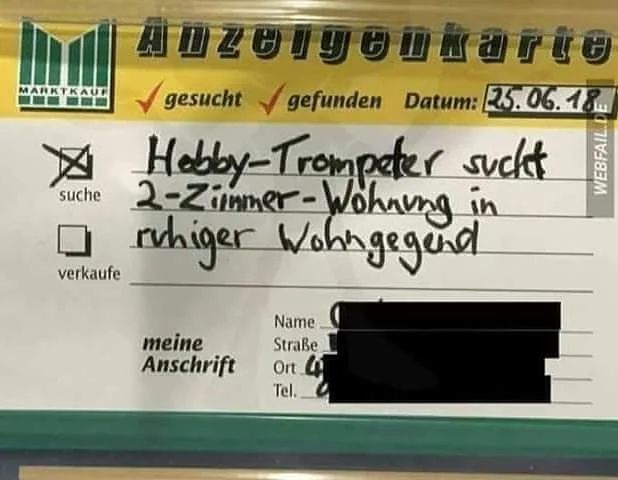 Anzeigenkarte
MARKTKAUF
gesucht gefunden Datum: 25.06.18
suche
Hobby-Trompeter sucht
2-Zimmer-Wohnung in
ruhiger Wohngegend
verkaufe
meine
Anschrift
Name
Straße
Ort
Tel.
WEBFAIL.DE